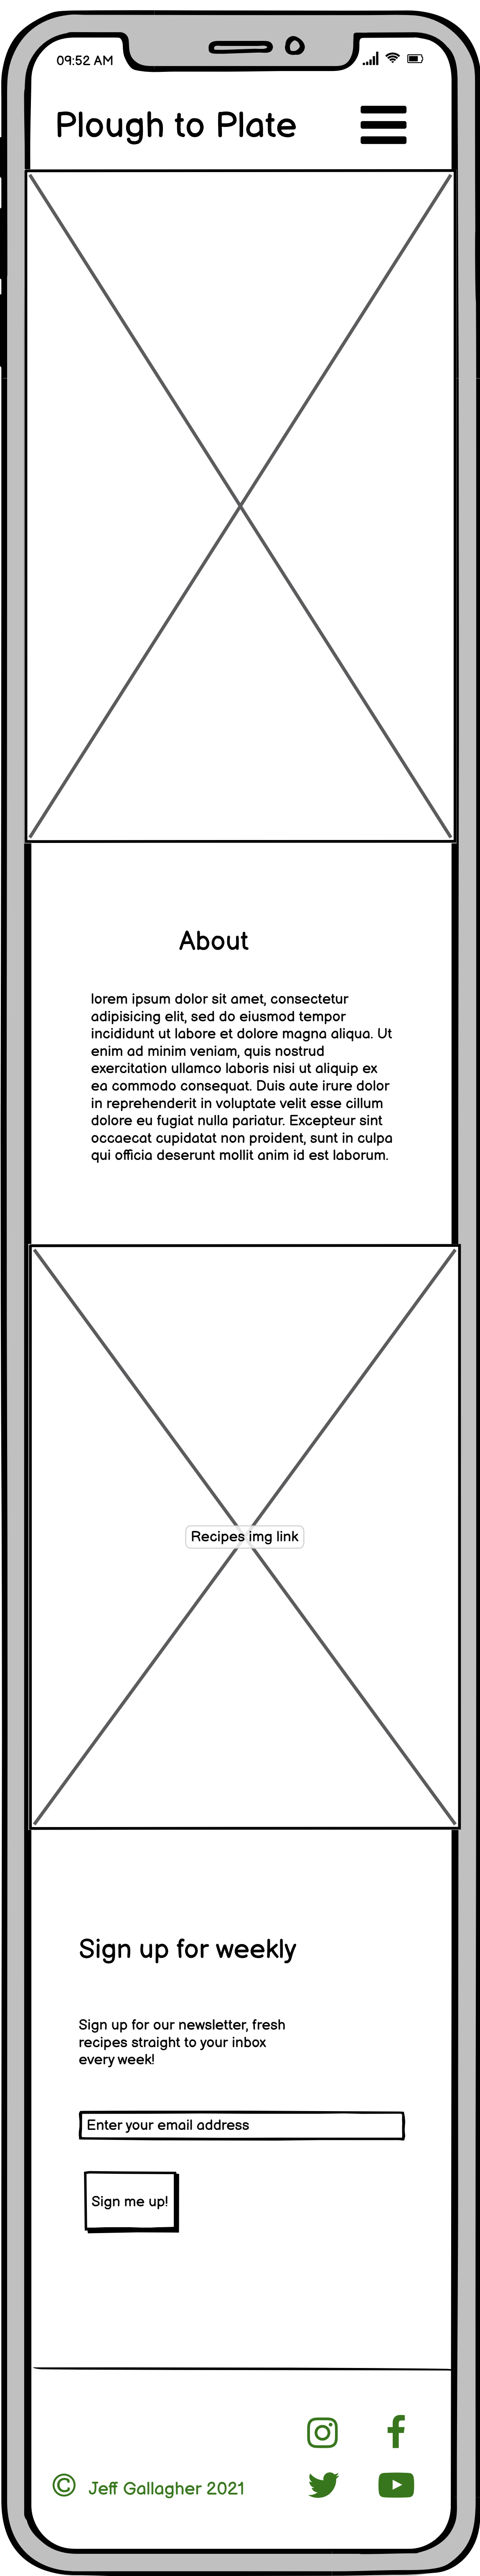 09:52 AM
Plough to Plate
About
lorem ipsum dolor sit amet, consectetur
adipisicing elit, sed do eiusmod tempor
incididunt ut labore et dolore magna aliqua. Ut
enim ad minim veniam, quis nostrud
exercitation ullamco laboris nisi ut aliquip ex
ea commodo consequat. Duis aute irure dolor
in reprehenderit in voluptate velit esse cillum
dolore eu fugiat nulla pariatur. Excepteur sint
occaecat cupidatat non proident, sunt in culpa
qui officia deserunt mollit anim id est laborum.
Recipes img link
Sign up for weekly
Sign up for our newsletter, fresh
recipes straight to your inbox
every week!
Enter your email address
Sign me up!
© Jeff Gallagher 2021